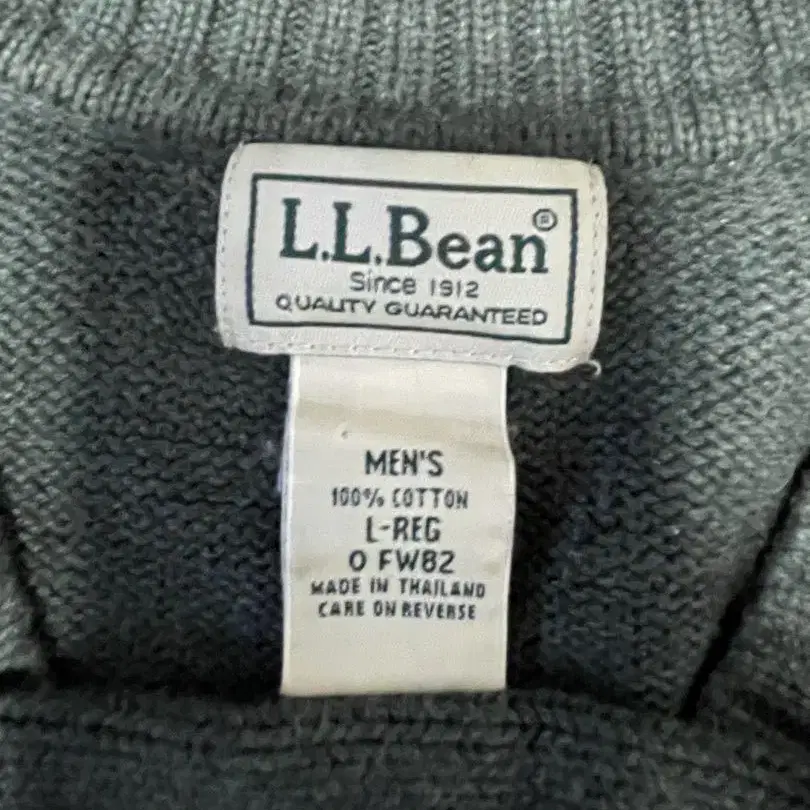 L.L.Bean®
Since 1912
QUALITY GUARANTEED
MEN'S
100% COTTON
L-REG
0 FW82
MADE IN THAILAND
CARE ON REVERSE